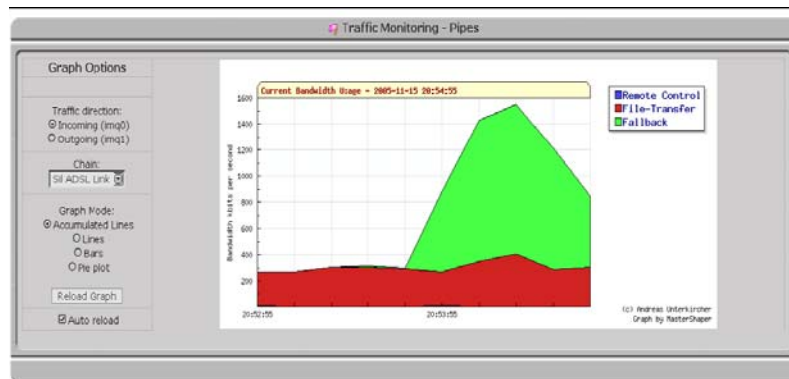 Traffic Monitoring - Pipes
Graph Options
Traffic direction:
Incoming (imq0)
Outgoing (imq1)
Chain:
Sil ADSL Link
Graph Mode:
Accumulated Lines
Lines
Bars
Pie plot
Reload Graph
Auto reload
Current Bandwidth Usage - 2005-11-15 20:54:55
Bandwidth kbits per second
1600
1400
1200
1000
800
600
400
200
20:52:55
20:53:55
Remote Control
File-Transfer
Fallback
(c) Andreas Unterkircher
Graph by MasterShaper